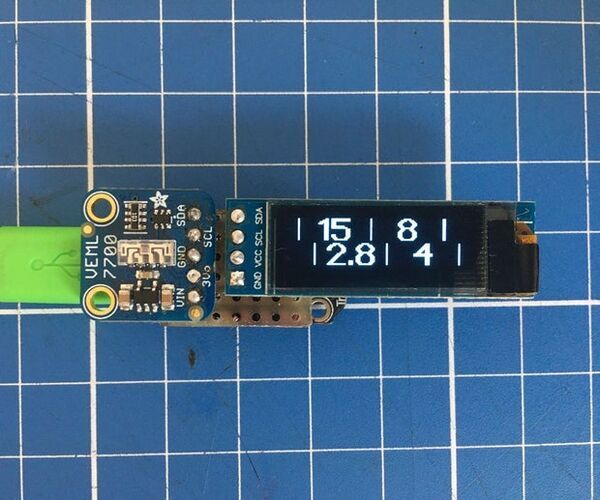 VEML
7700
SDA
SCL
GND
3Vo
VIN
GND VCC SCL SDA
| 15 | 8 |
| 2.8 | 4 |